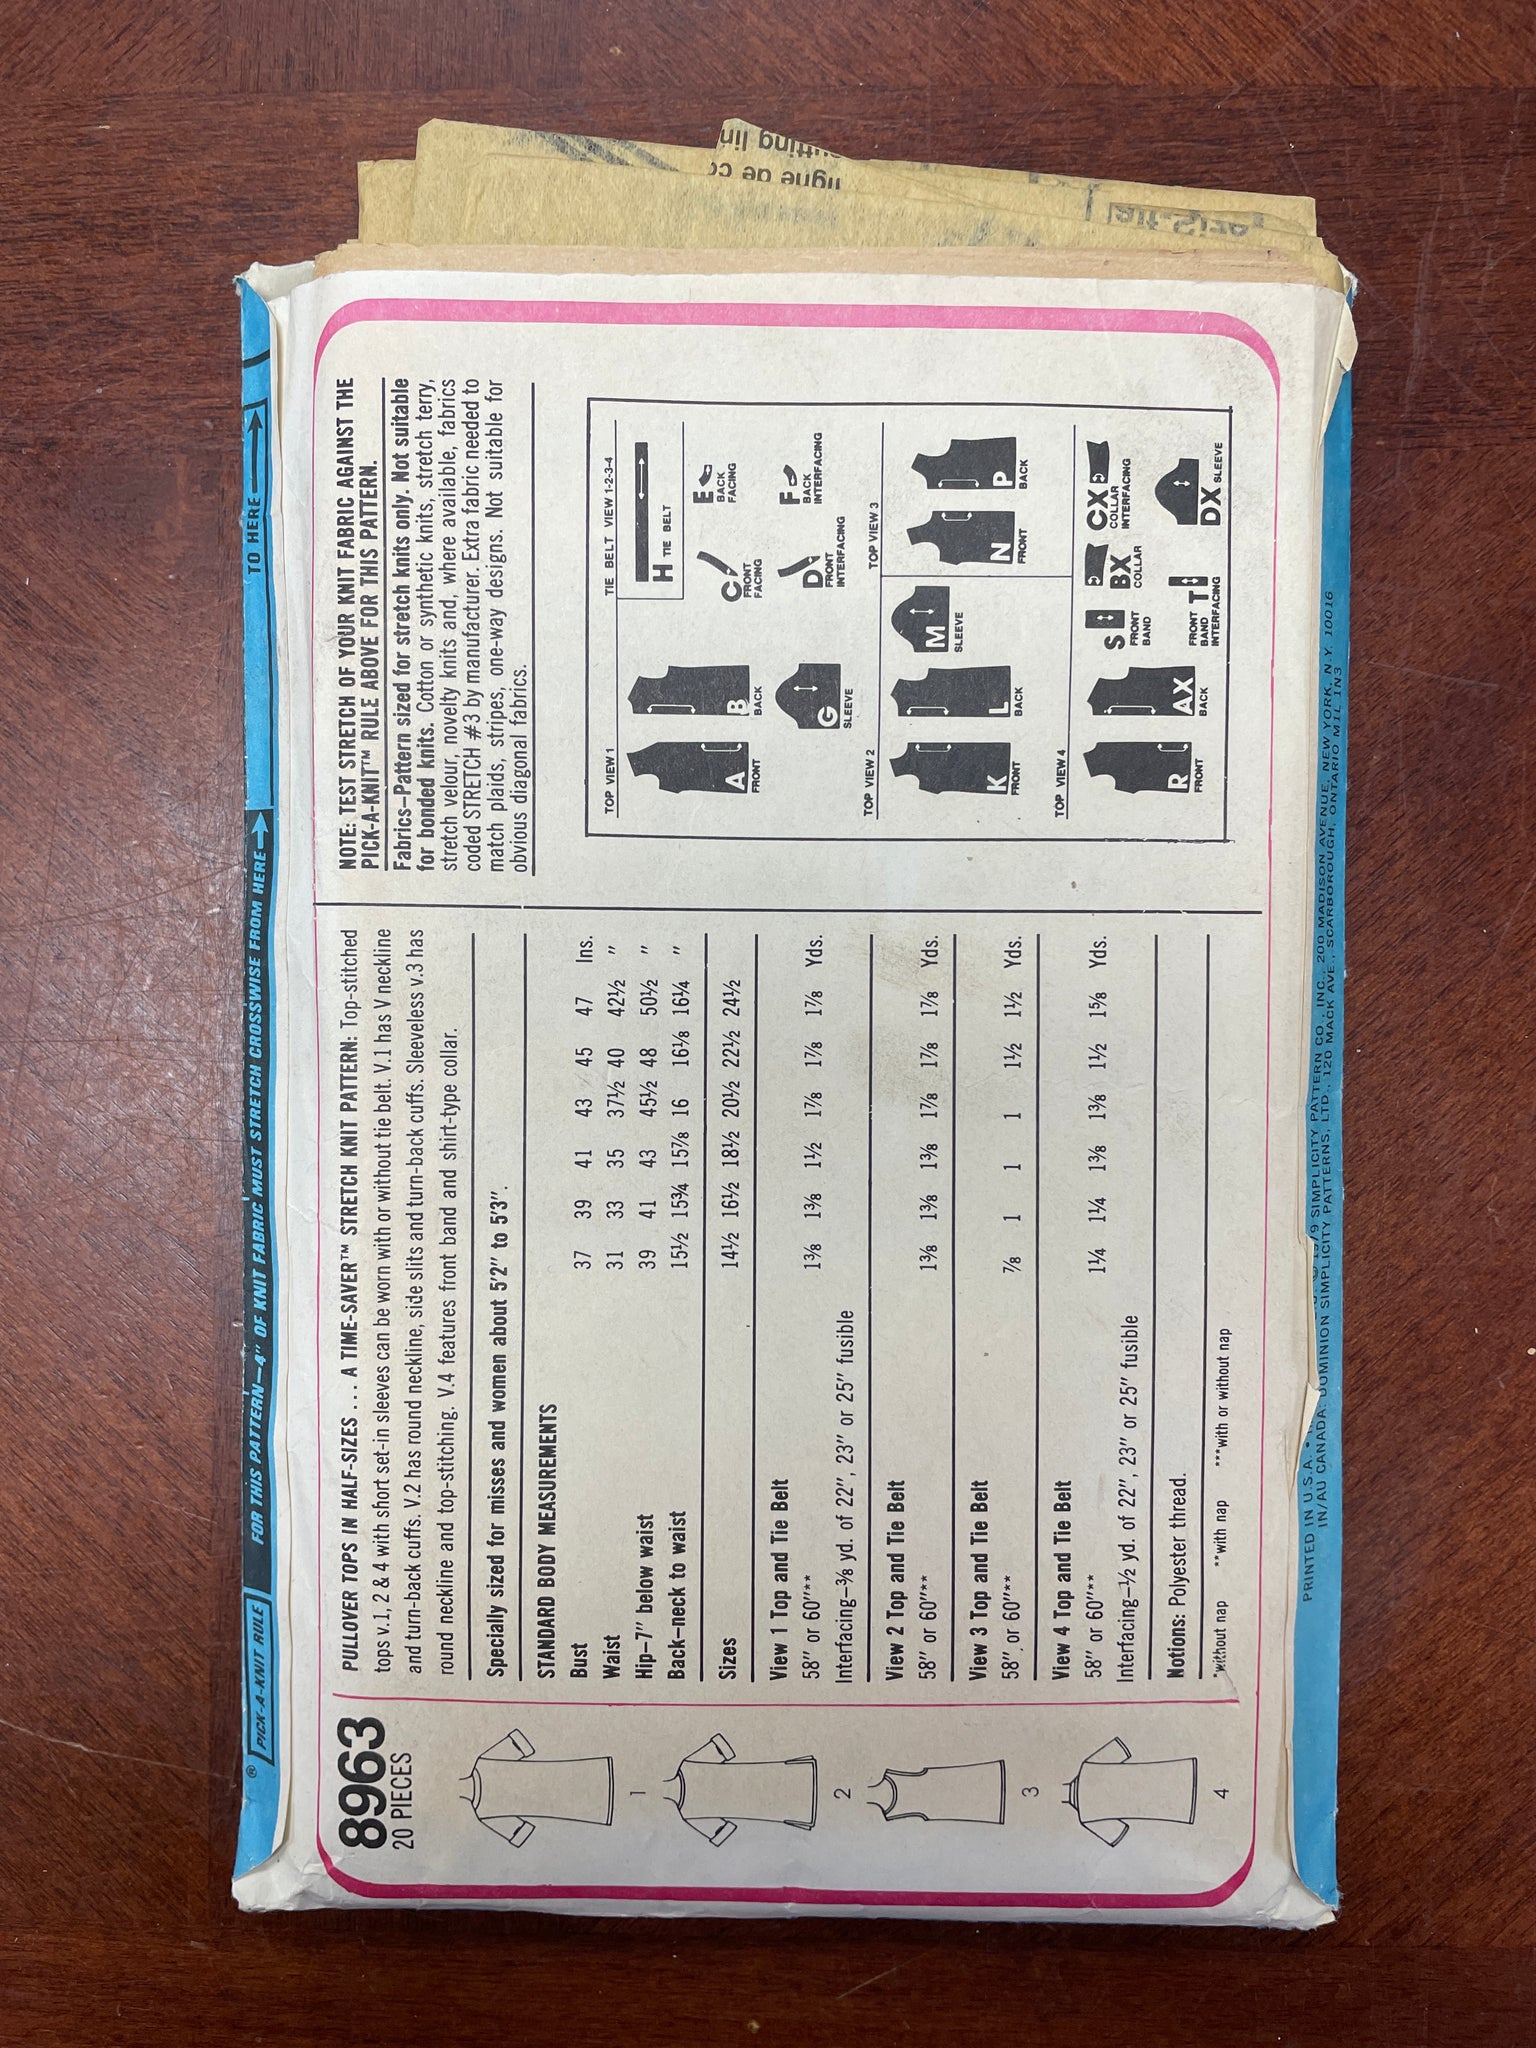 ® PICK-A-KNIT RULE FOR THIS PATTERN—4" OF KNIT FABRIC MUST STRETCH CROSSWISE FROM HERE TO HERE
8963
20 PIECES
1
2
3
4
PULLOVER TOPS IN HALF-SIZES ... A TIME-SAVER™ STRETCH KNIT PATTERN: Top-stitched
tops v.1, 2 & 4 with short set-in sleeves can be worn with or without tie belt. V.1 has V neckline
and turn-back cuffs. V.2 has round neckline, side slits and turn-back cuffs. Sleeveless v.3 has
round neckline and top-stitching. V.4 features front band and shirt-type collar.
Specially sized for misses and women about 5'2" to 5'3".
STANDARD BODY MEASUREMENTS
Bust 37 39 41 43 45 47 Ins.
Waist 31 33 35 37½ 40 42½ "
Hip—7" below waist 39 41 43 45½ 48 50½ "
Back—neck to waist 15½ 15¾ 15⅞ 16 16⅛ 16¼ "
Sizes 14½ 16½ 18½ 20½ 22½ 24½
View 1 Top and Tie Belt
58" or 60"** 1⅜ 1⅜ 1½ 1⅞ 1⅞ 1⅞ Yds.
Interfacing—⅜ yd. of 22", 23" or 25" fusible
View 2 Top and Tie Belt
58" or 60"** 1⅜ 1⅜ 1⅜ 1⅞ 1⅞ 1⅞ Yds.
View 3 Top and Tie Belt
58" or 60"** ⅞ 1 1 1 1½ 1½ Yds.
View 4 Top and Tie Belt
58" or 60"** 1¼ 1¼ 1⅜ 1⅜ 1½ 1⅝ Yds.
Interfacing—½ yd. of 22", 23" or 25" fusible
Notions: Polyester thread.
*without nap **with nap ***with or without nap
NOTE: TEST STRETCH OF YOUR KNIT FABRIC AGAINST THE
PICK-A-KNIT™ RULE ABOVE FOR THIS PATTERN.
Fabrics—Pattern sized for stretch knits only. Not suitable
for bonded knits. Cotton or synthetic knits, stretch terry,
stretch velour, novelty knits and, where available, fabrics
coded STRETCH #3 by manufacturer. Extra fabric needed to
match plaids, stripes, one-way designs. Not suitable for
obvious diagonal fabrics.
TOP VIEW 1
A FRONT
B BACK
G SLEEVE
TIE BELT VIEW 1-2-3-4
H TIE BELT
C FRONT FACING
E BACK FACING
D FRONT INTERFACING
F BACK INTERFACING
TOP VIEW 2
K FRONT
L BACK
M SLEEVE
TOP VIEW 3
N FRONT
P BACK
TOP VIEW 4
R FRONT
AX BACK
S FRONT BAND
BX COLLAR
CX COLLAR INTERFACING
T FRONT BAND INTERFACING
DX SLEEVE
PRINTED IN U.S.A. • 1979 SIMPLICITY PATTERN CO., INC., 200 MADISON AVENUE, NEW YORK, N.Y. 10016
IN/AU CANADA: DOMINION SIMPLICITY PATTERNS, LTD., 120 MACK AVE., SCARBOROUGH, ONTARIO M1L 1N3
cutting lin
ligne de co